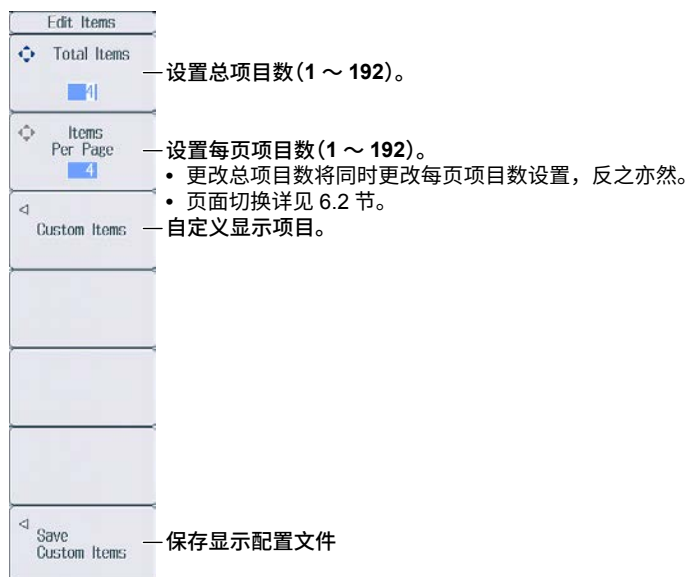 Edit Items
Total Items
4
设置总项目数(1 ～ 192)。
Items
Per Page
4
设置每页项目数(1 ～ 192)。
• 更改总项目数将同时更改每页项目数设置，反之亦然。
• 页面切换详见 6.2 节。
Custom Items
自定义显示项目。
Save
Custom Items
保存显示配置文件